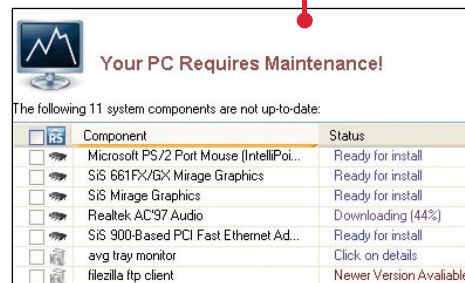 Your PC Requires Maintenance!
The following 11 system components are not up-to-date:
RS Component Status
Microsoft PS/2 Port Mouse (IntelliPoi... Ready for install
SiS 661FX/GX Mirage Graphics Ready for install
SiS Mirage Graphics Ready for install
Realtek AC'97 Audio Downloading (44%)
SiS 900-Based PCI Fast Ethernet Ad... Ready for install
avg tray monitor Click on details
filezilla ftp client Newer Version Avaliable